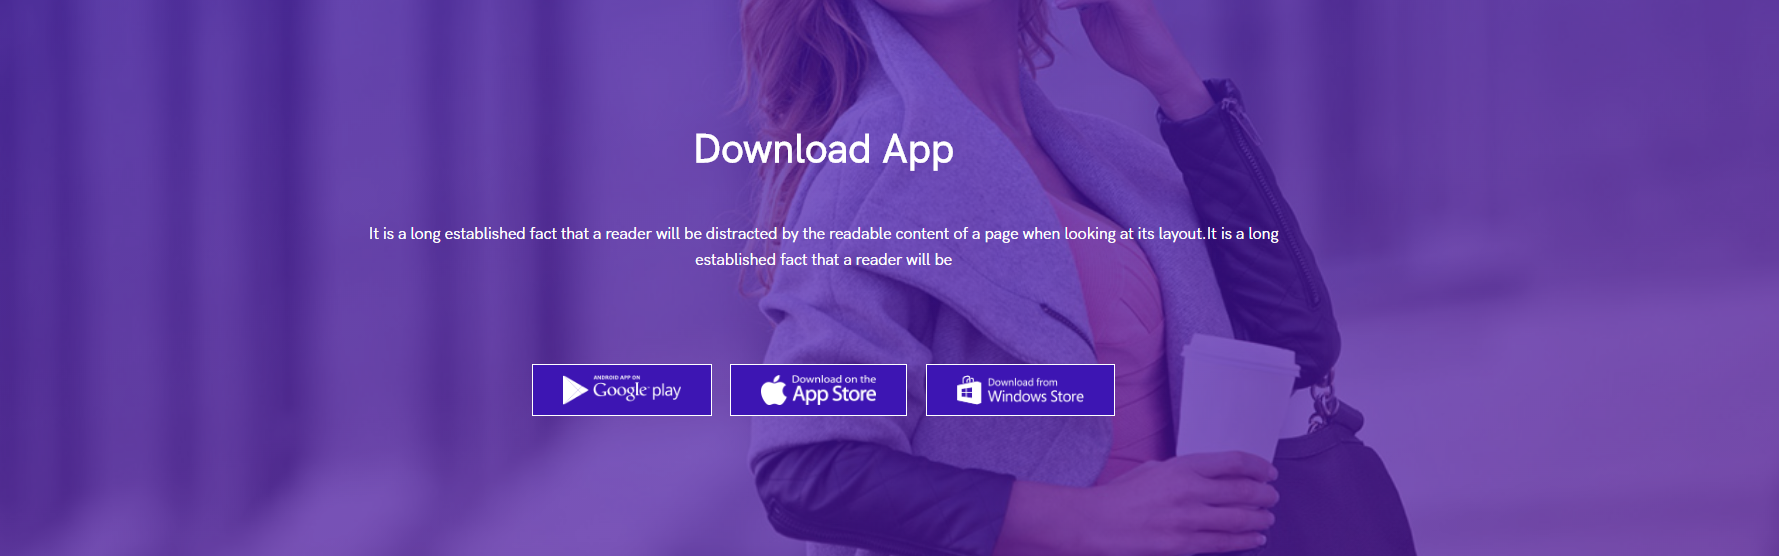 Download App
It is a long established fact that a reader will be distracted by the readable content of a page when looking at its layout.It is a long
established fact that a reader will be
ANDROID APP ON
Google play
Download on the
App Store
Download from
Windows Store